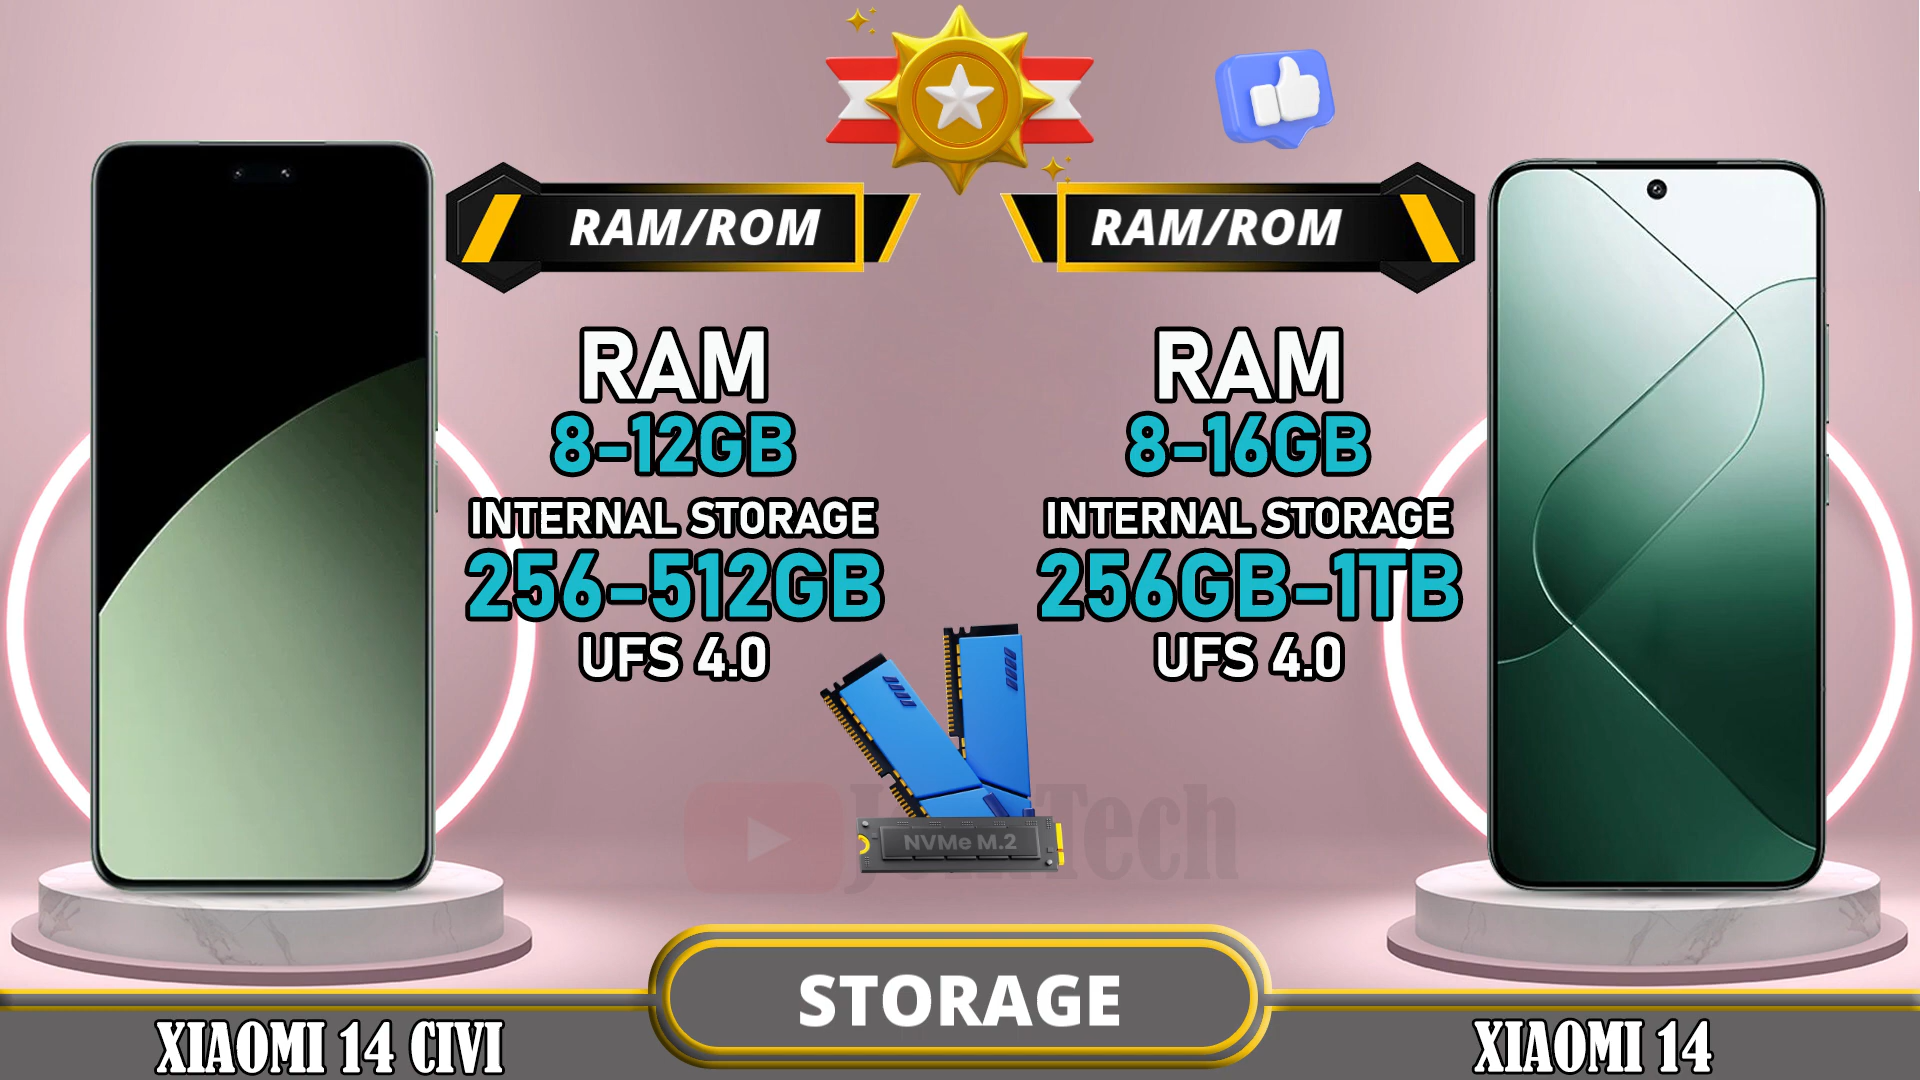 RAM/ROM
RAM
8-12GB
INTERNAL STORAGE
256-512GB
UFS 4.0
RAM/ROM
RAM
8-16GB
INTERNAL STORAGE
256GB-1TB
UFS 4.0
Tech
NVMe M.2
STORAGE
XIAOMI 14 CIVI
XIAOMI 14